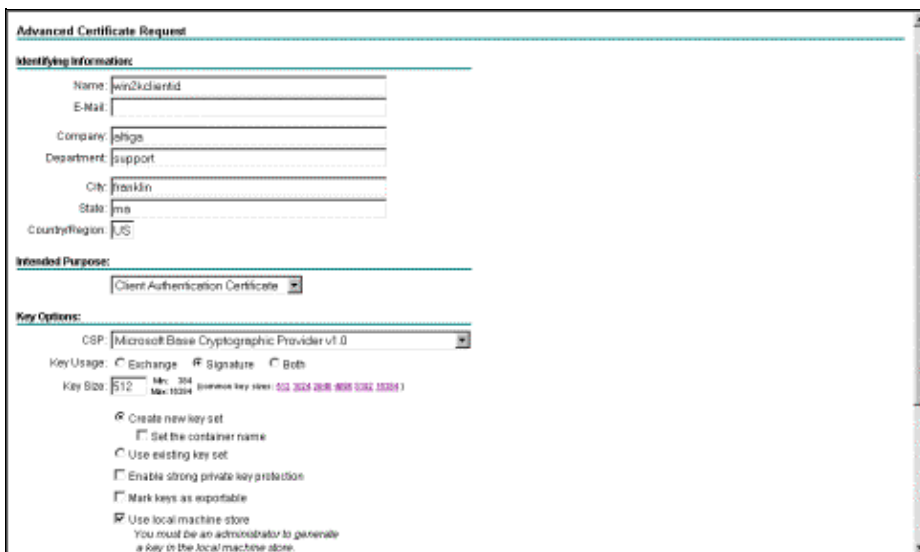 Advanced Certificate Request
Identifying Information:
Name: win2kclientid
E-Mail:
Company: altiga
Department: support
City: franklin
State: ma
Country/Region: US
Intended Purpose:
Client Authentication Certificate
Key Options:
CSP: Microsoft Base Cryptographic Provider v1.0
Key Usage: Exchange Signature Both
Key Size: 512 Min: 384 Max: 16384 (common key sizes: 512 1024 2048 4096 8192 16384 )
Create new key set
Set the container name
Use existing key set
Enable strong private key protection
Mark keys as exportable
Use local machine store
You must be an administrator to generate
a key in the local machine store.